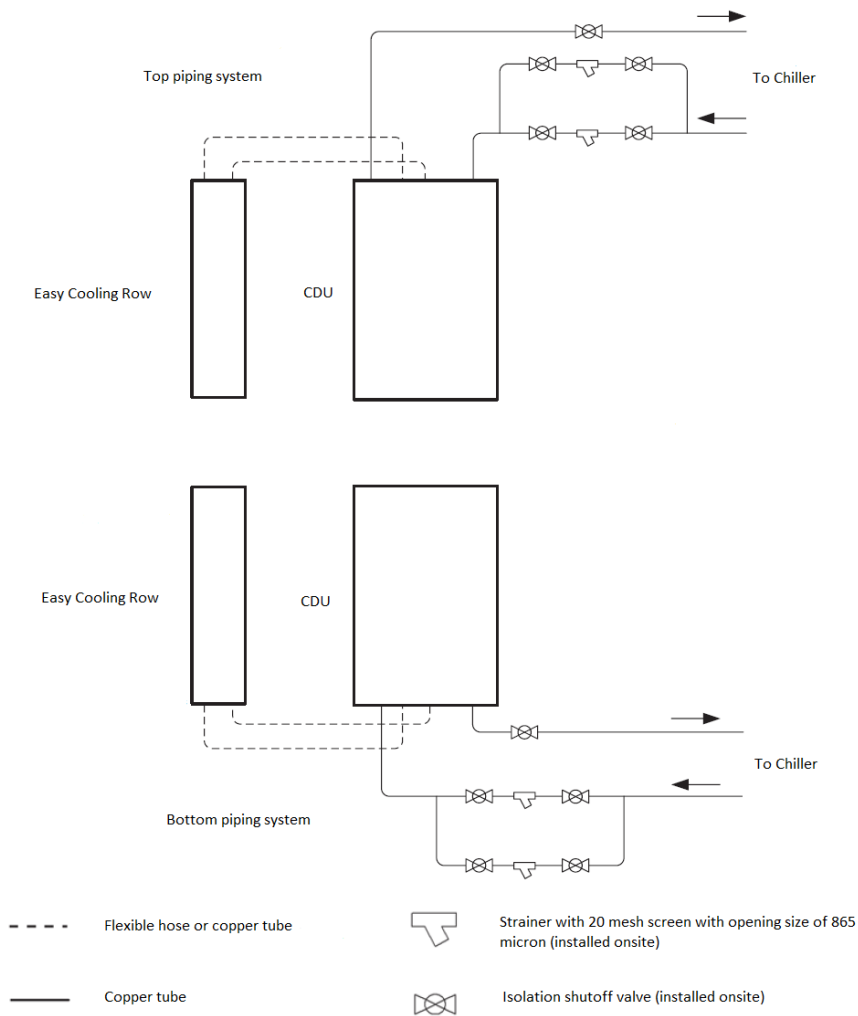 Top piping system
To Chiller
Easy Cooling Row
CDU
Easy Cooling Row
CDU
To Chiller
Bottom piping system
Flexible hose or copper tube
Strainer with 20 mesh screen with opening size of 865
micron (installed onsite)
Copper tube
Isolation shutoff valve (installed onsite)